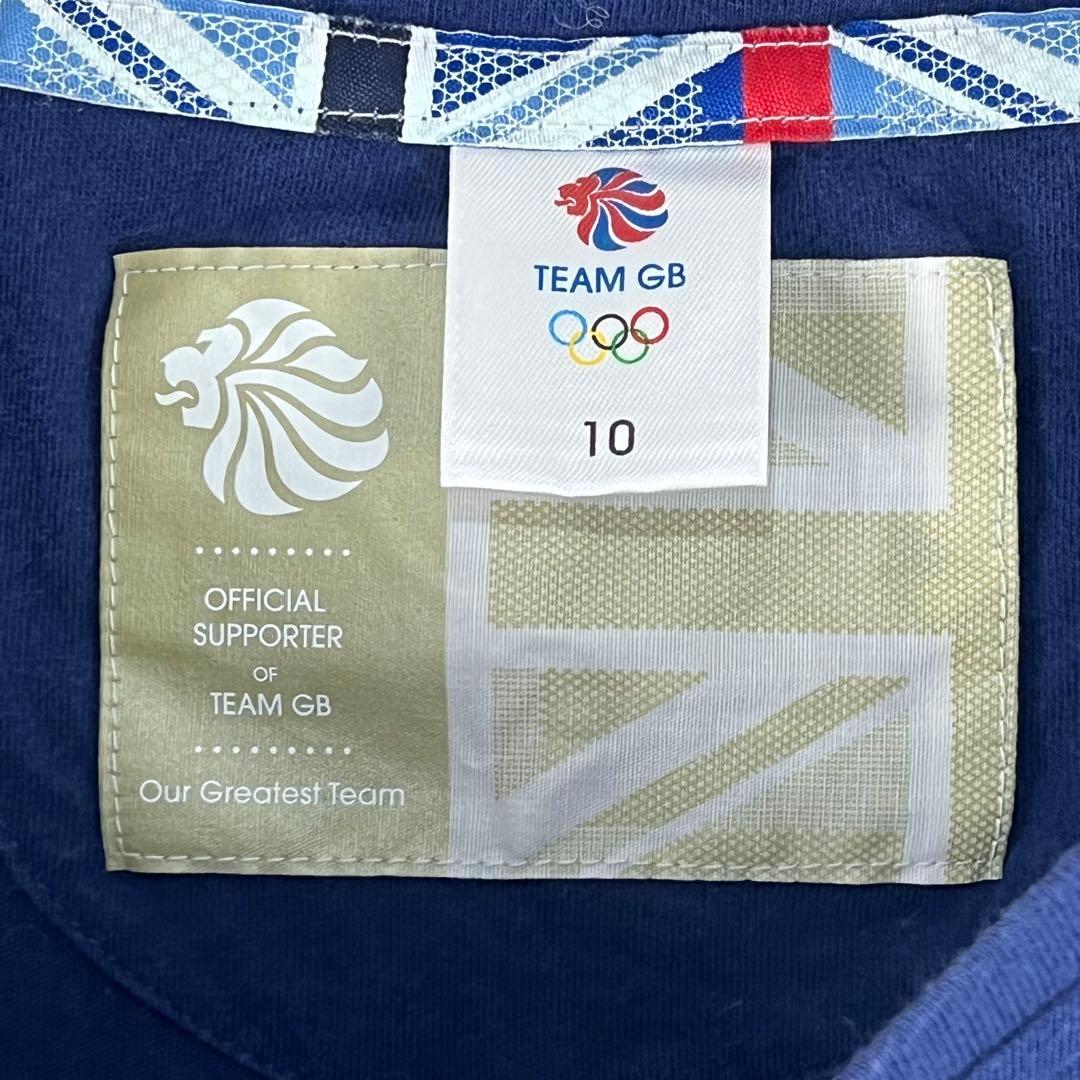 TEAM GB
10
OFFICIAL
SUPPORTER
OF
TEAM GB
Our Greatest Team